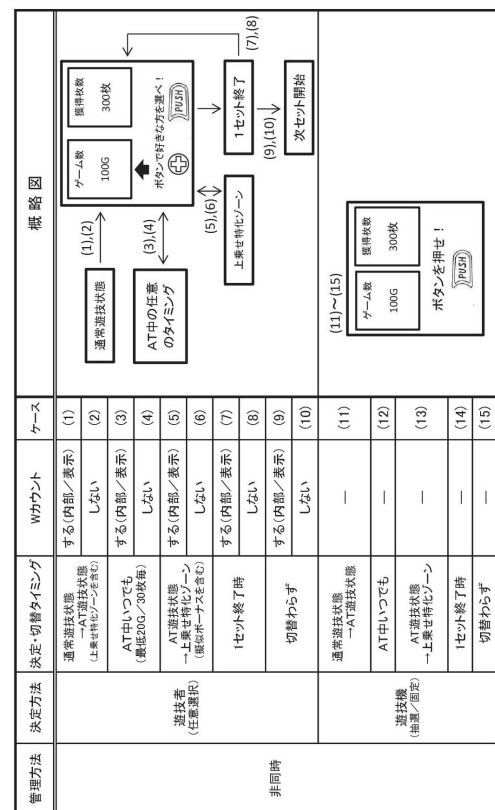 管理方法
決定方法
決定・切替タイミング
Wカウント
ケース
概略図
非同時
遊技者
(任意選択)
通常遊技状態
→AT遊技状態
(上乗せ特化ゾーンを含む)
する(内部/表示)
(1)
しない
(2)
AT中いつでも
(最低20G/30枚毎)
する(内部/表示)
(3)
しない
(4)
AT遊技状態
→上乗せ特化ゾーン
(擬似ボーナスを含む)
する(内部/表示)
(5)
しない
(6)
1セット終了時
する(内部/表示)
(7)
しない
(8)
切替わらず
する(内部/表示)
(9)
しない
(10)
遊技機
(抽選/固定)
通常遊技状態
→AT遊技状態
―
(11)
AT中いつでも
―
(12)
AT遊技状態
→上乗せ特化ゾーン
―
(13)
1セット終了時
―
(14)
切替わらず
―
(15)
通常遊技状態
(1),(2)
AT中の任意
のタイミング
(3),(4)
ゲーム数
100G
獲得枚数
300枚
ボタンで好きな方を選べ!
PUSH
(5),(6)
上乗せ特化ゾーン
(7),(8)
1セット終了
(9),(10)
次セット開始
(11)~(15)
ゲーム数
100G
獲得枚数
300枚
ボタンを押せ!
PUSH